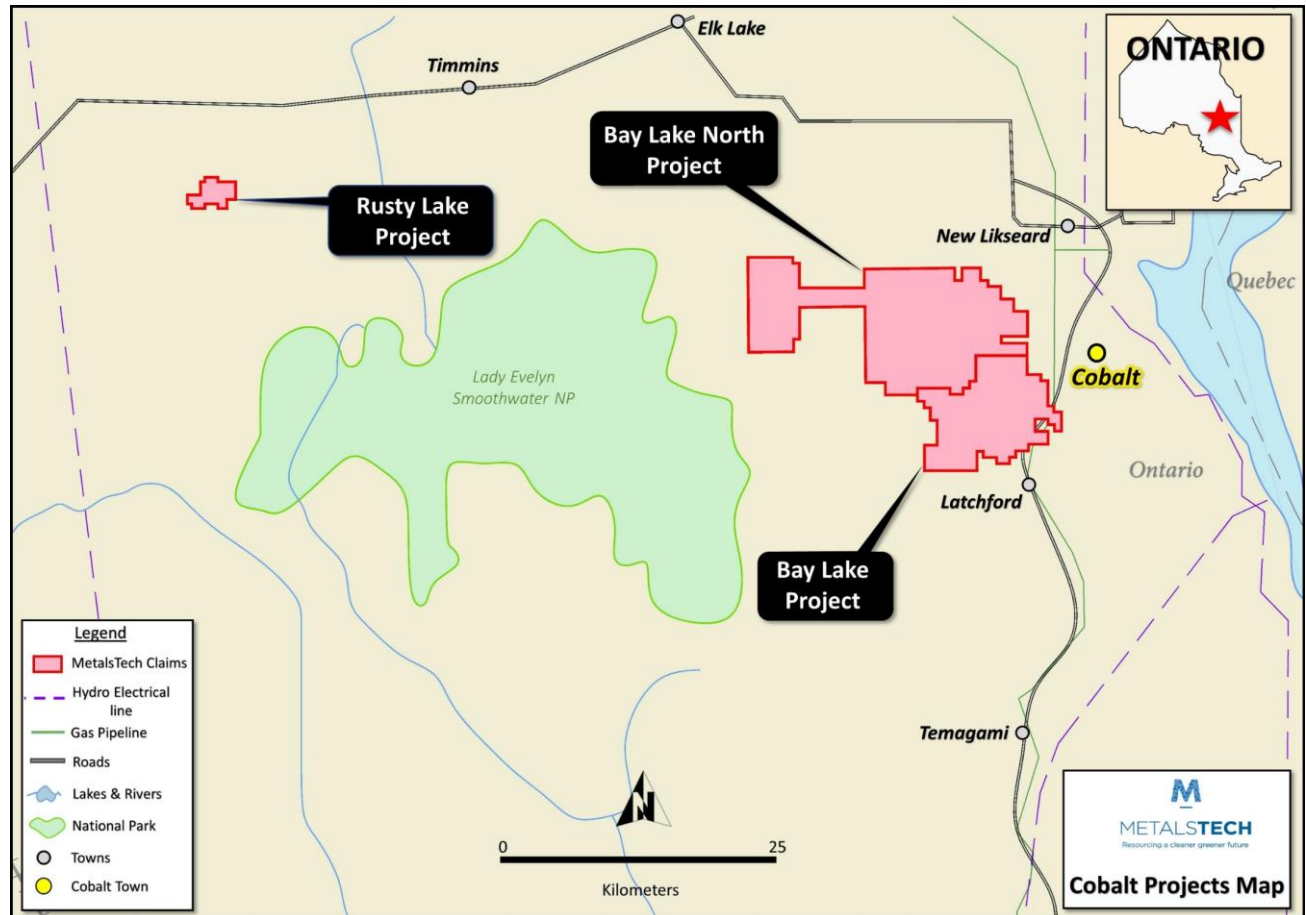 Elk Lake
ONTARIO
Timmins
Bay Lake North
Project
Rusty Lake
Project
New Likseard
Quebec
Lady Evelyn
Smoothwater NP
Cobalt
Ontario
Latchford
Bay Lake
Project
Temagami
Legend
MetalsTech Claims
Hydro Electrical
line
Gas Pipeline
Roads
Lakes & Rivers
National Park
Towns
Cobalt Town
N
0 25
Kilometers
M
METALSTECH
Resourcing a cleaner greener future
Cobalt Projects Map